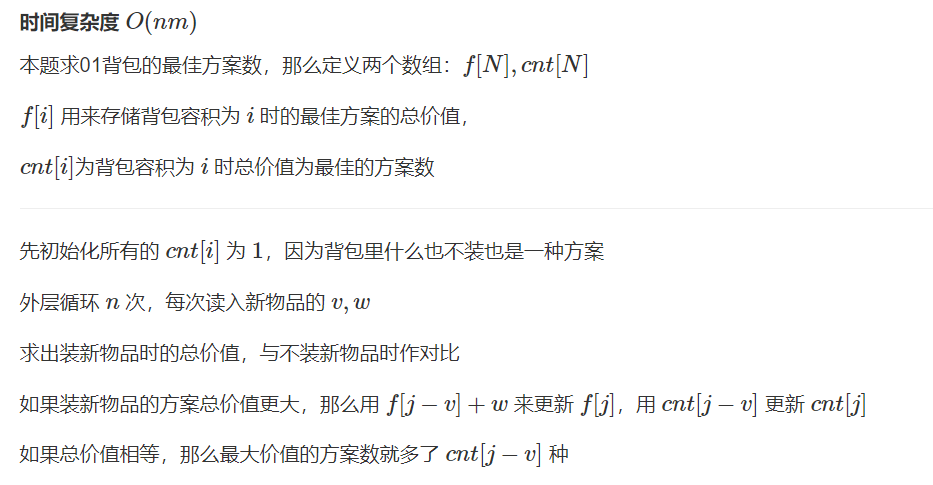 时间复杂度 O(nm)
本题求01背包的最佳方案数，那么定义两个数组：f[N], cnt[N]
f[i] 用来存储背包容积为 i 时的最佳方案的总价值，
cnt[i]为背包容积为 i 时总价值为最佳的方案数
先初始化所有的 cnt[i] 为 1，因为背包里什么也不装也是一种方案
外层循环 n 次，每次读入新物品的 v, w
求出装新物品时的总价值，与不装新物品时作对比
如果装新物品的方案总价值更大，那么用 f[j − v] + w 来更新 f[j]，用 cnt[j − v] 更新 cnt[j]
如果总价值相等，那么最大价值的方案数就多了 cnt[j − v] 种